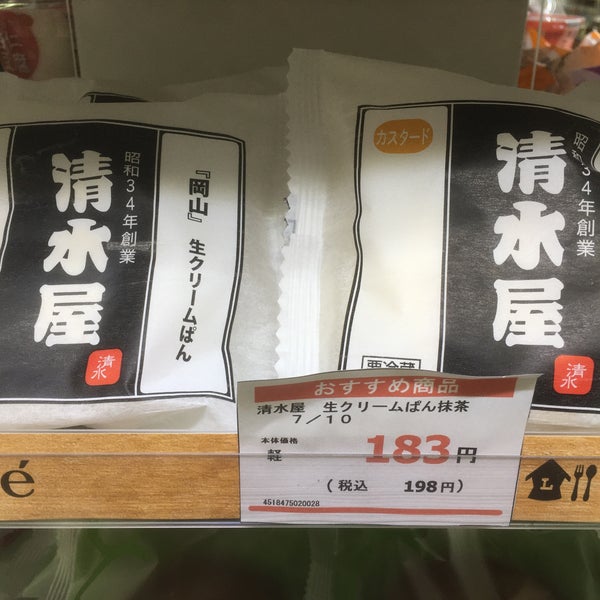 昭和34年創業
清水屋
清水
『岡山』 生クリームぱん
カスタード
昭和34年創業
清水屋
清水
要冷蔵
おすすめ商品
清水屋 生クリームぱん抹茶
7/10
本体価格
軽 183円
(税込 198円)
4518475020028
é
L